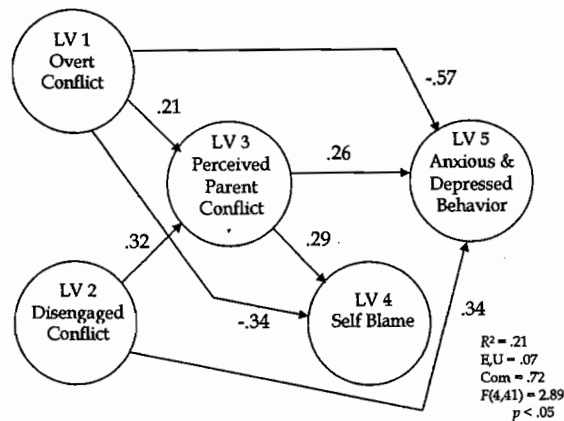 LV 1
Overt
Conflict
-.57
.21
LV 3
Perceived
Parent
Conflict
.26
LV 5
Anxious &
Depressed
Behavior
.32
.29
LV 2
Disengaged
Conflict
-.34
LV 4
Self Blame
.34
R² = .21
E,U = .07
Com = .72
F(4,41) = 2.89
p < .05